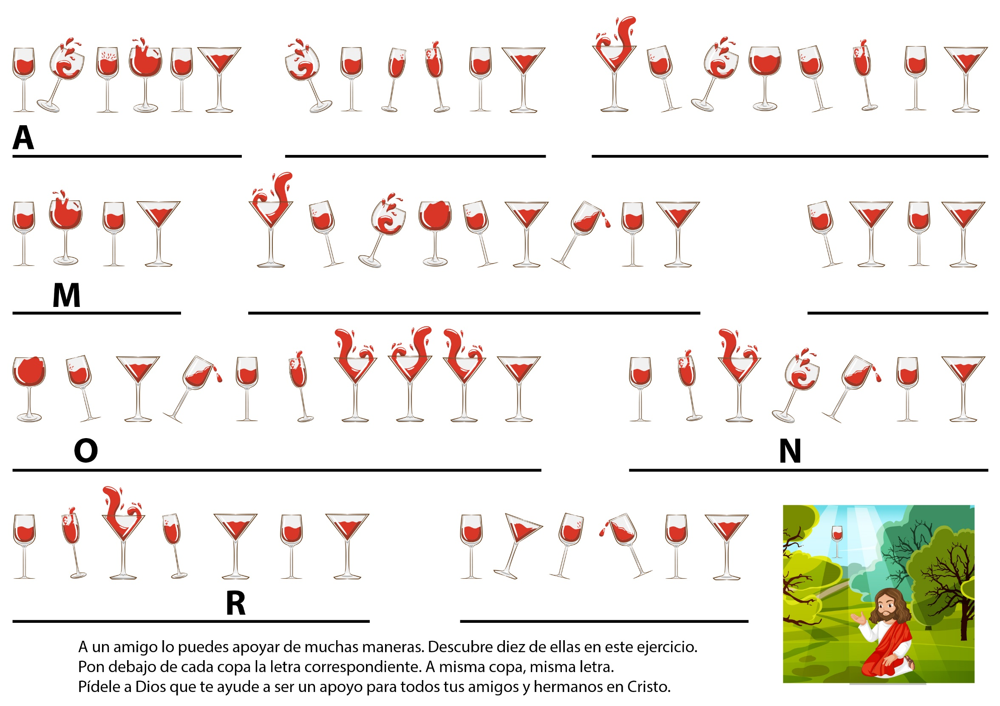 A
M
O
N
R
A un amigo lo puedes apoyar de muchas maneras. Descubre diez de ellas en este ejercicio.
Pon debajo de cada copa la letra correspondiente. A misma copa, misma letra.
Pídele a Dios que te ayude a ser un apoyo para todos tus amigos y hermanos en Cristo.